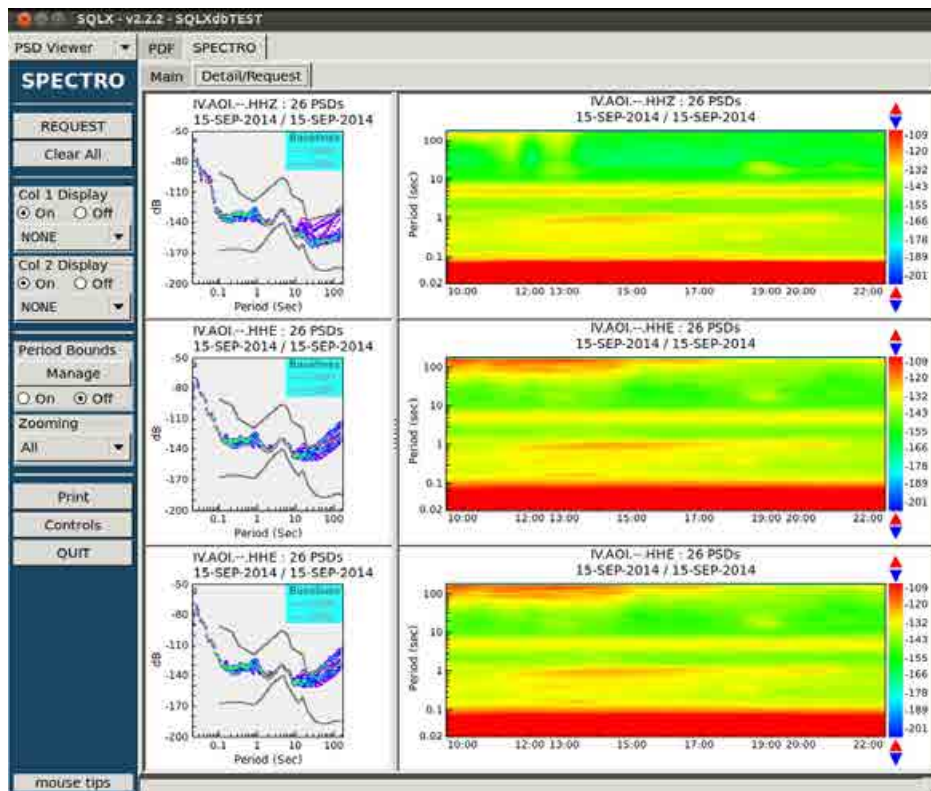 SQLX - v2.2.2 - SQLXdbTEST
PSD Viewer
PDF SPECTRO
SPECTRO
Main Detail/Request
REQUEST
Clear All
Col 1 Display
On Off
NONE
Col 2 Display
On Off
NONE
Period Bounds
Manage
On Off
Zooming
All
Print
Controls
QUIT
mouse tips
IV.AOI.--.HHZ : 26 PSDs
15-SEP-2014 / 15-SEP-2014
Baselines
-50
-80
-110
-140
-170
-200
dB
0.1 1 10 100
Period (Sec)
IV.AOI.--.HHZ : 26 PSDs
15-SEP-2014 / 15-SEP-2014
100
10
1
0.1
0.02
Period (sec)
10:00 12:00 13:00 15:00 19:00 20:00 22:00
-109
-120
-132
-143
-155
-166
-178
-189
-201
IV.AOI.--.HHE : 26 PSDs
15-SEP-2014 / 15-SEP-2014
Baselines
-50
-80
-110
-140
-170
-200
dB
0.1 1 10 100
Period (Sec)
IV.AOI.--.HHE : 26 PSDs
15-SEP-2014 / 15-SEP-2014
100
10
1
0.1
0.02
Period (sec)
10:00 12:00 13:00 15:00 19:00 20:00 22:00
-109
-120
-132
-143
-155
-166
-178
-189
-201
IV.AOI.--.HHE : 26 PSDs
15-SEP-2014 / 15-SEP-2014
Baselines
-50
-80
-110
-140
-170
-200
dB
0.1 1 10 100
Period (Sec)
IV.AOI.--.HHE : 26 PSDs
15-SEP-2014 / 15-SEP-2014
100
10
1
0.1
0.02
Period (sec)
10:00 12:00 13:00 15:00 19:00 20:00 22:00
-109
-120
-132
-143
-155
-166
-178
-189
-201